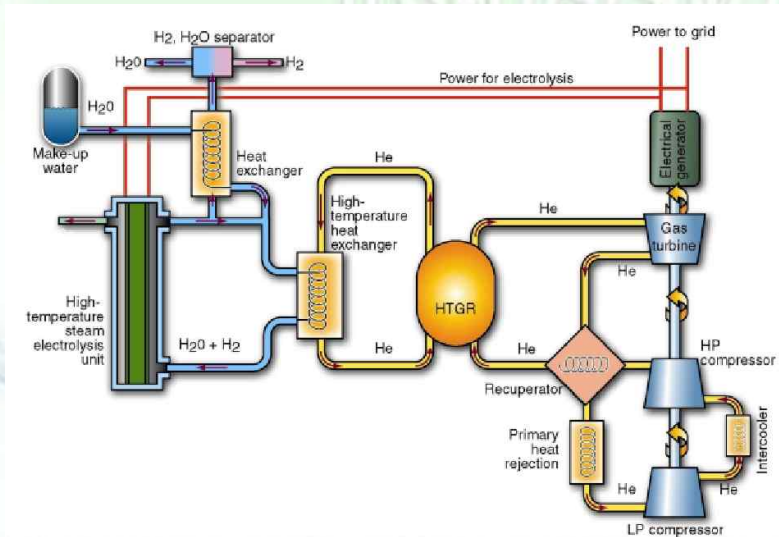 H2, H2O separator
H2O
H2
Power to grid
Power for electrolysis
H2O
Make-up
water
Heat
exchanger
He
High-
temperature
heat
exchanger
He
Electrical
generator
Gas
turbine
He
HTGR
High-
temperature
steam
electrolysis
unit
H2O + H2
He
He
Recuperator
HP
compressor
Primary
heat
rejection
Intercooler
He
He
LP compressor